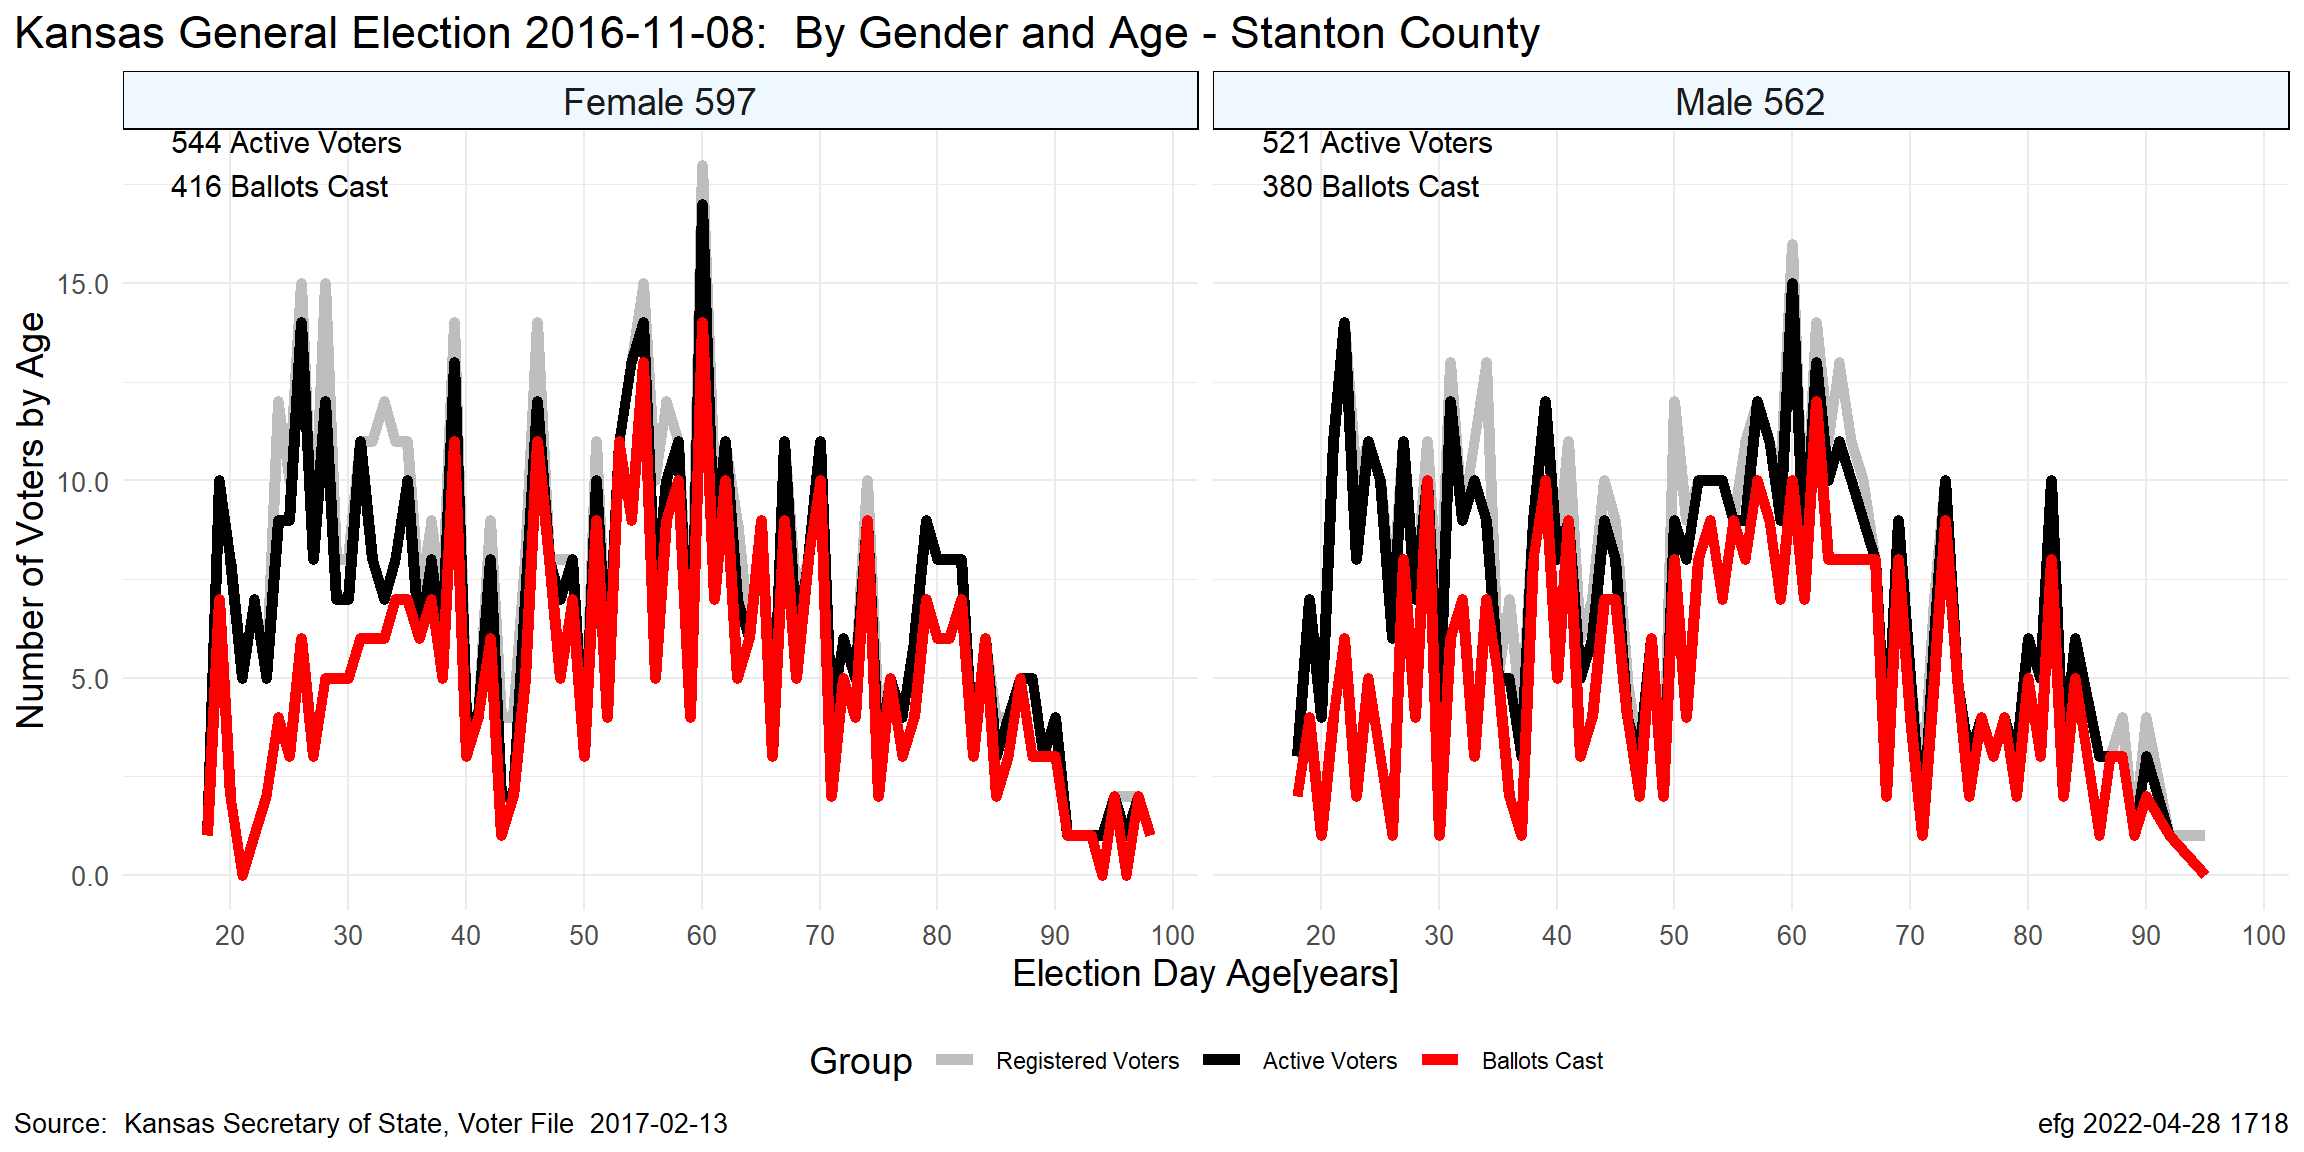 Kansas General Election 2016-11-08:  By Gender and Age - Stanton County
Female 597
Male 562
544 Active Voters
416 Ballots Cast
521 Active Voters
380 Ballots Cast
Number of Voters by Age
15.0
10.0
5.0
0.0
20 30 40 50 60 70 80 90 100
20 30 40 50 60 70 80 90 100
Election Day Age[years]
Group Registered Voters Active Voters Ballots Cast
Source:  Kansas Secretary of State, Voter File  2017-02-13
efg 2022-04-28 1718